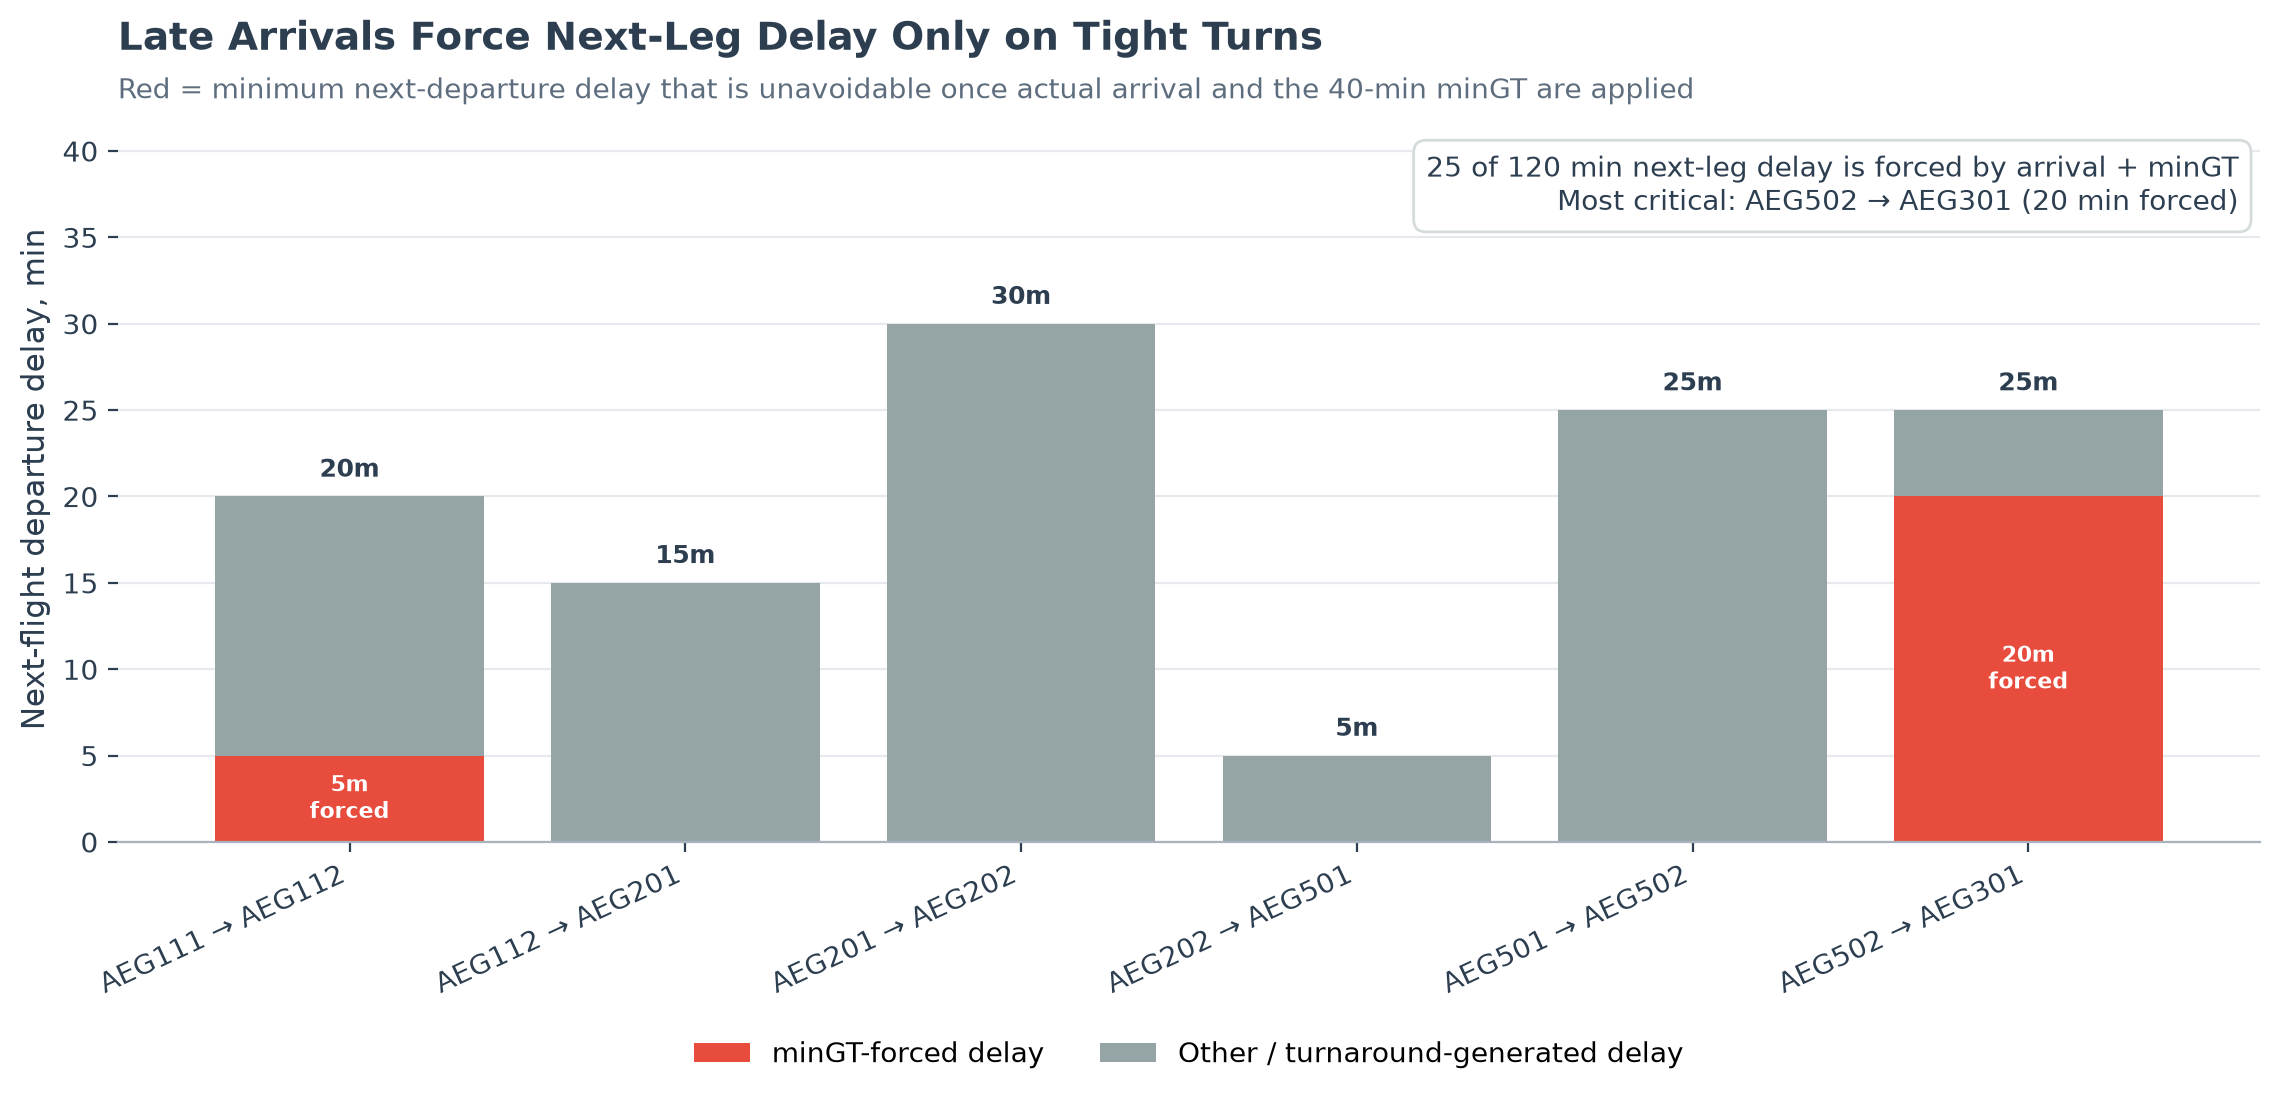 Late Arrivals Force Next-Leg Delay Only on Tight Turns
Red = minimum next-departure delay that is unavoidable once actual arrival and the 40-min minGT are applied
25 of 120 min next-leg delay is forced by arrival + minGT
Most critical: AEG502 → AEG301 (20 min forced)
Next-flight departure delay, min
40
35
30
25
20
15
10
5
0
20m
15m
30m
5m
25m
25m
5m
forced
20m
forced
AEG111 → AEG112
AEG112 → AEG201
AEG201 → AEG202
AEG202 → AEG501
AEG501 → AEG502
AEG502 → AEG301
minGT-forced delay
Other / turnaround-generated delay